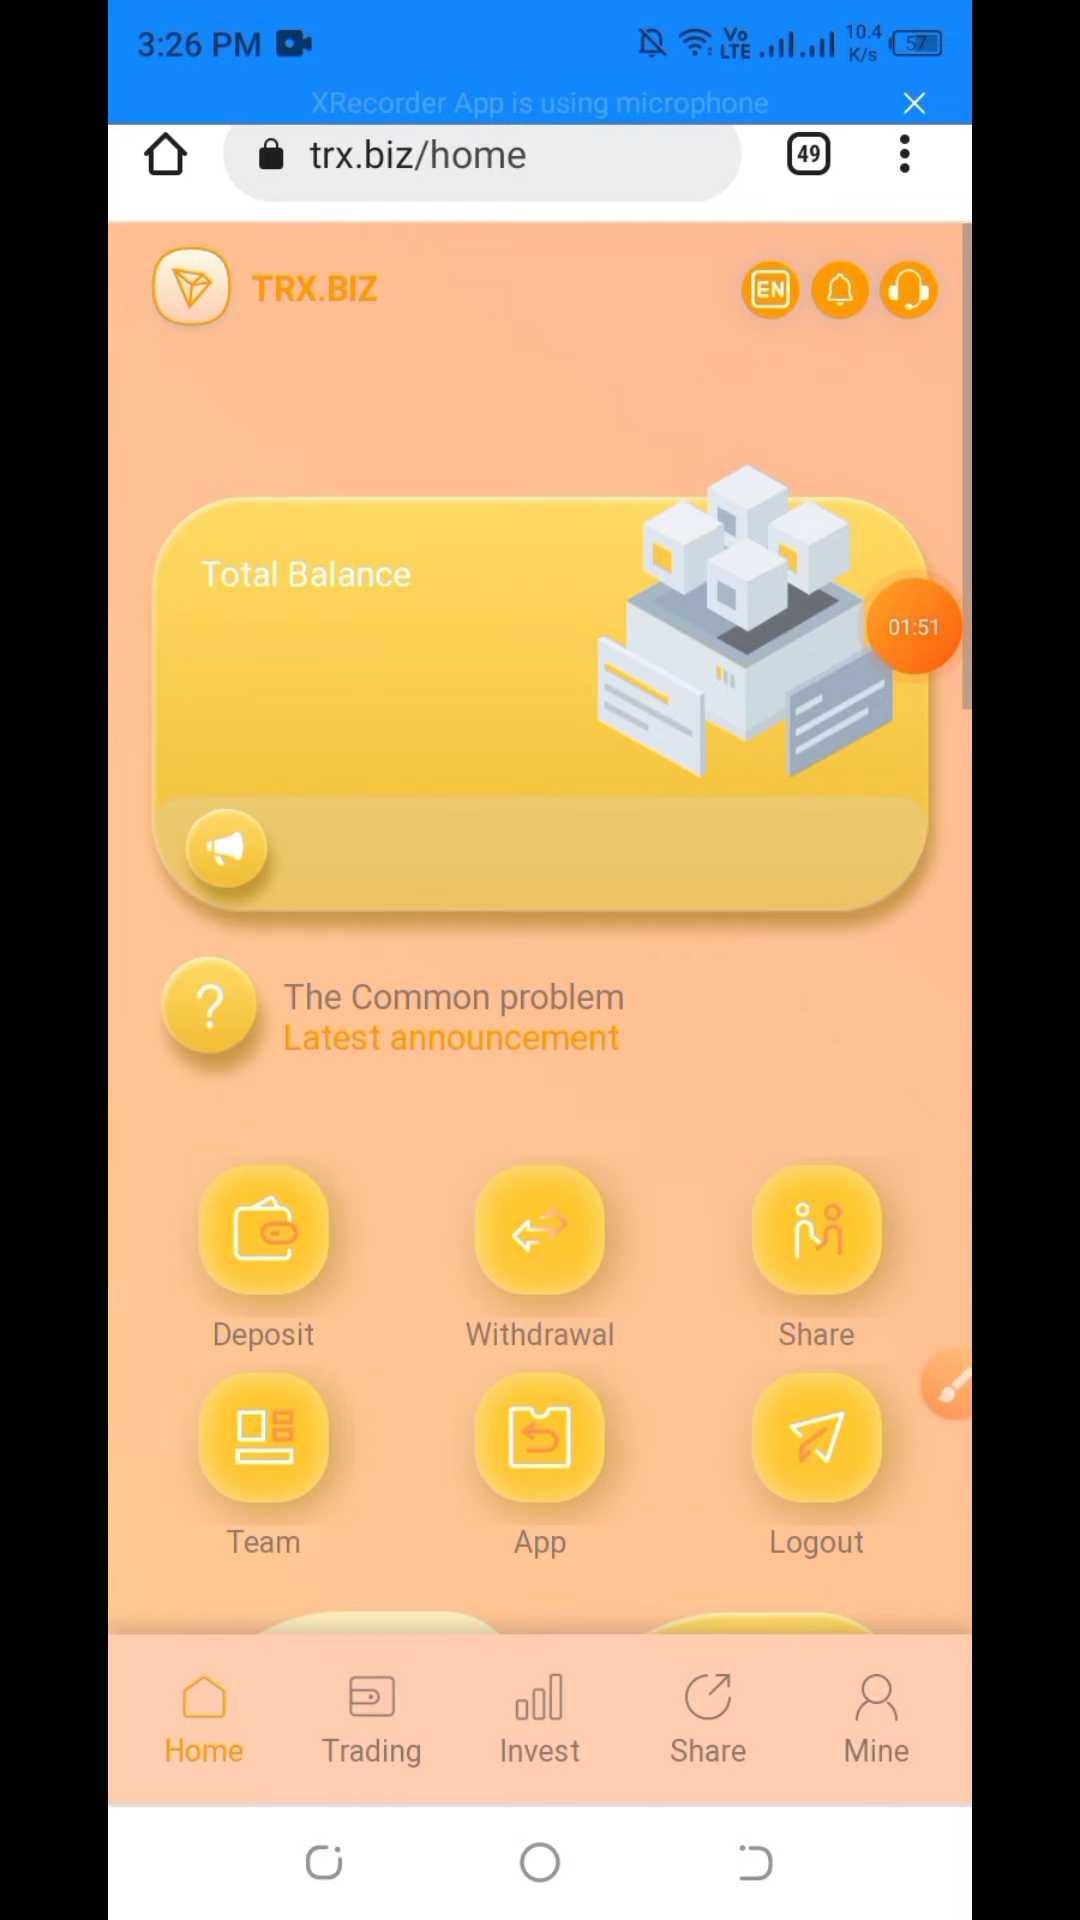 3:26 PM
Vo LTE
10.4 K/s
57
XRecorder App is using microphone
trx.biz/home
49
TRX.BIZ
EN
Total Balance
01:51
?
The Common problem
Latest announcement
Deposit
Withdrawal
Share
Team
App
Logout
Home
Trading
Invest
Share
Mine